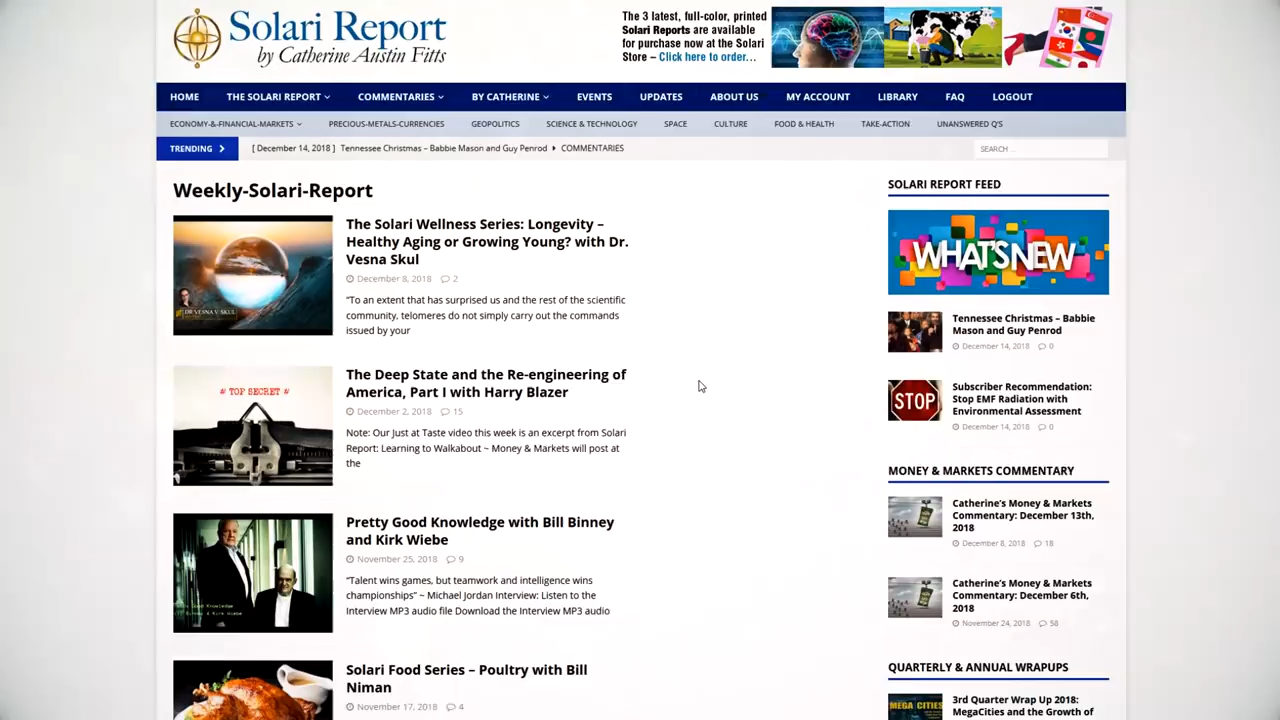 Solari Report
by Catherine Austin Fitts
The 3 latest, full-color, printed
Solari Reports are available
for purchase now at the Solari
Store – Click here to order...
HOME
THE SOLARI REPORT
COMMENTARIES
BY CATHERINE
EVENTS
UPDATES
ABOUT US
MY ACCOUNT
LIBRARY
FAQ
LOGOUT
ECONOMY-&-FINANCIAL-MARKETS
PRECIOUS-METALS-CURRENCIES
GEOPOLITICS
SCIENCE & TECHNOLOGY
SPACE
CULTURE
FOOD & HEALTH
TAKE-ACTION
UNANSWERED Q'S
TRENDING
[ December 14, 2018 ] Tennessee Christmas – Babbie Mason and Guy Penrod
COMMENTARIES
SEARCH ...
Weekly-Solari-Report
The Solari Wellness Series: Longevity –
Healthy Aging or Growing Young? with Dr.
Vesna Skul
December 8, 2018 2
"To an extent that has surprised us and the rest of the scientific
community, telomeres do not simply carry out the commands
issued by your
DR VESNA V. SKUL
# TOP SECRET #
The Deep State and the Re-engineering of
America, Part I with Harry Blazer
December 2, 2018 15
Note: Our Just at Taste video this week is an excerpt from Solari
Report: Learning to Walkabout ~ Money & Markets will post at
the
Pretty Good Knowledge with Bill Binney
and Kirk Wiebe
November 25, 2018 9
"Talent wins games, but teamwork and intelligence wins
championships" ~ Michael Jordan Interview: Listen to the
Interview MP3 audio file Download the Interview MP3 audio
Solari Food Series – Poultry with Bill
Niman
November 17, 2018 4
SOLARI REPORT FEED
WHAT'S NEW
Tennessee Christmas – Babbie
Mason and Guy Penrod
December 14, 2018 0
STOP
Subscriber Recommendation:
Stop EMF Radiation with
Environmental Assessment
December 14, 2018 0
MONEY & MARKETS COMMENTARY
Catherine's Money & Markets
Commentary: December 13th,
2018
December 8, 2018 18
Catherine's Money & Markets
Commentary: December 6th,
2018
November 24, 2018 58
QUARTERLY & ANNUAL WRAPUPS
MEGA CITIES
3rd Quarter Wrap Up 2018:
MegaCities and the Growth of